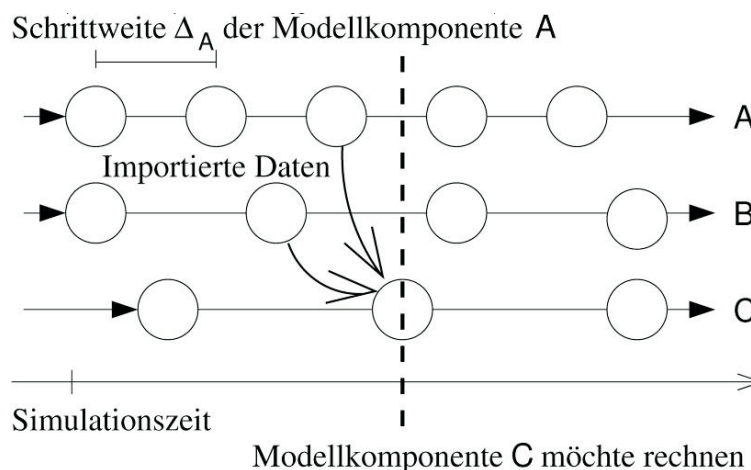 Schrittweite Δ_A der Modellkomponente A
A
Importierte Daten
B
C
Simulationszeit
Modellkomponente C möchte rechnen